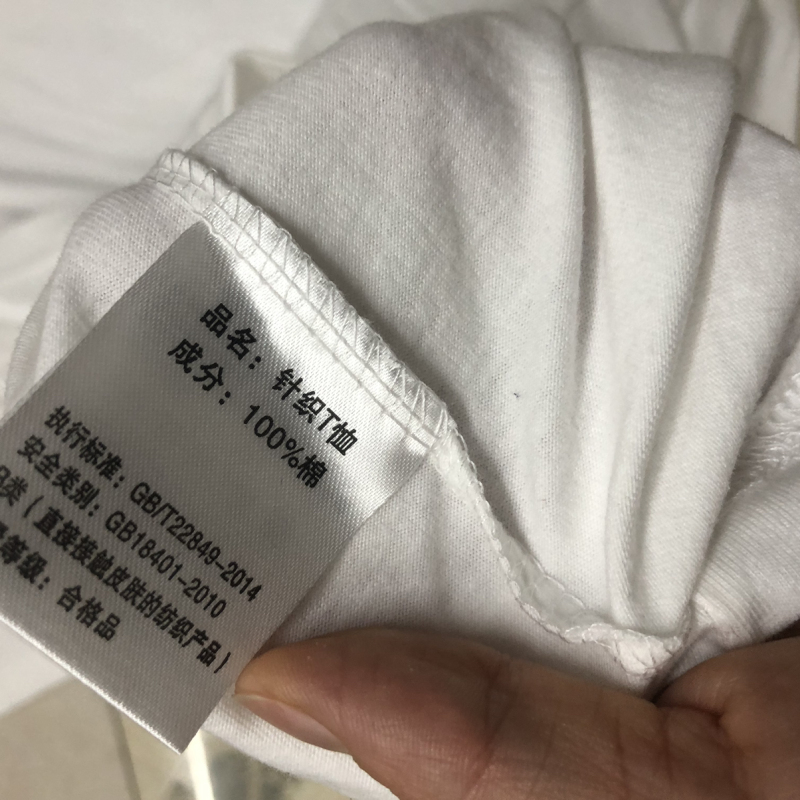 品名：针织T恤
成分：100%棉
执行标准：GB/T22849-2014
安全类别：GB18401-2010
类（直接接触皮肤的纺织产品）
等级：合格品